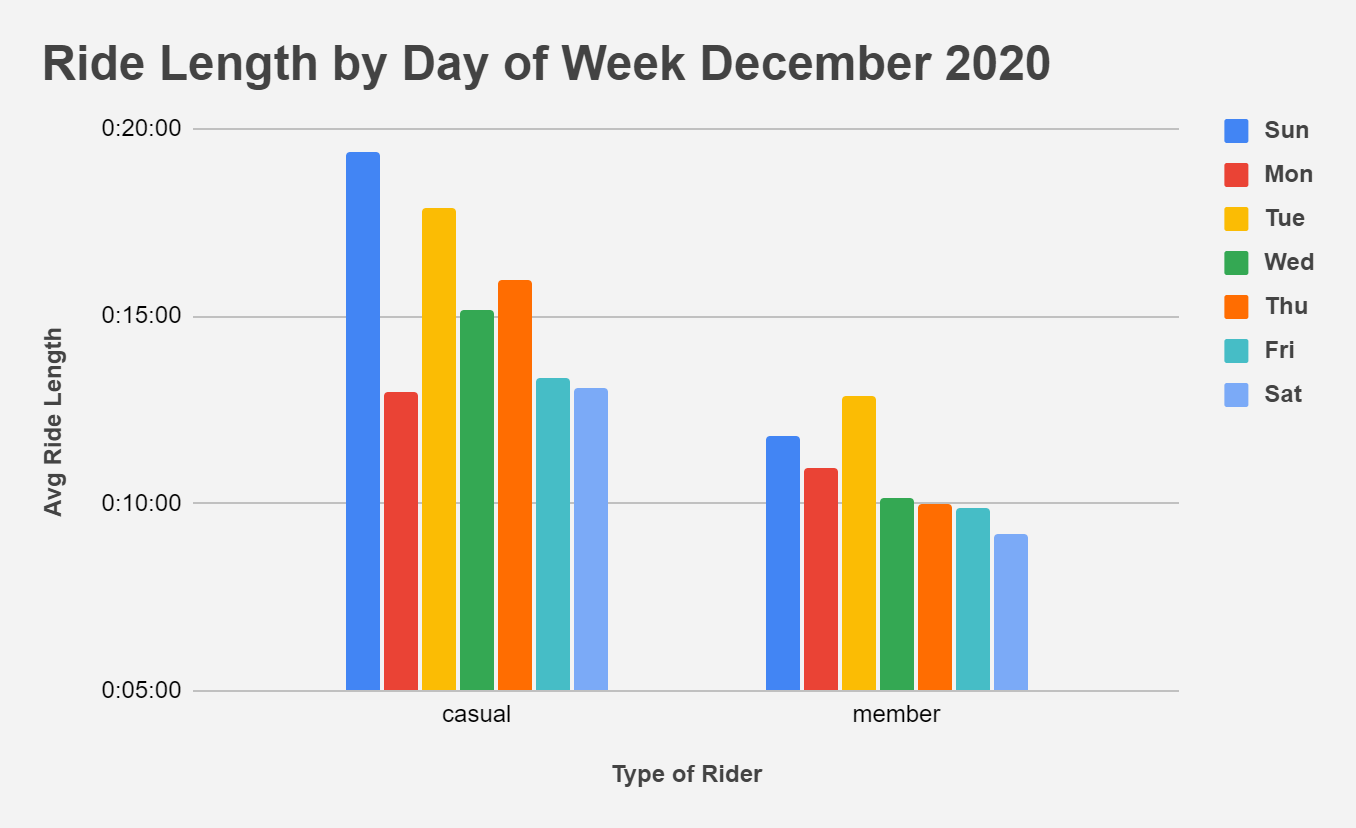 Ride Length by Day of Week December 2020
0:20:00
0:15:00
0:10:00
0:05:00
Avg Ride Length
casual
member
Type of Rider
Sun
Mon
Tue
Wed
Thu
Fri
Sat